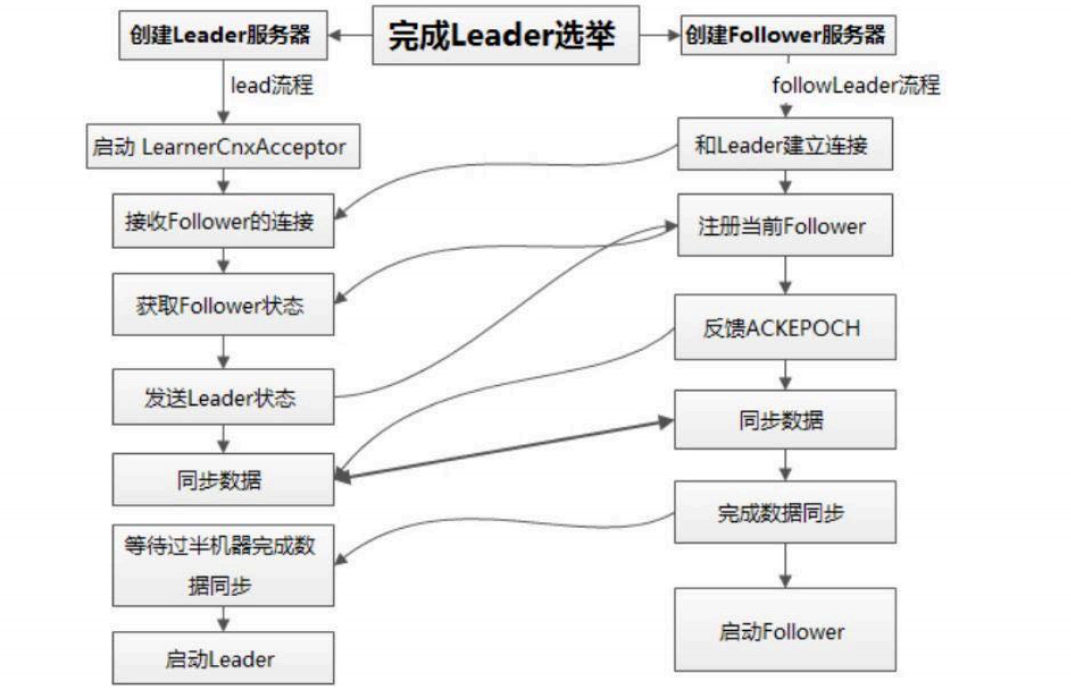 完成Leader选举
创建Leader服务器
lead流程
启动 LearnerCnxAcceptor
接收Follower的连接
获取Follower状态
发送Leader状态
同步数据
等待过半机器完成数
据同步
启动Leader
创建Follower服务器
followLeader流程
和Leader建立连接
注册当前Follower
反馈ACKEPOCH
同步数据
完成数据同步
启动Follower